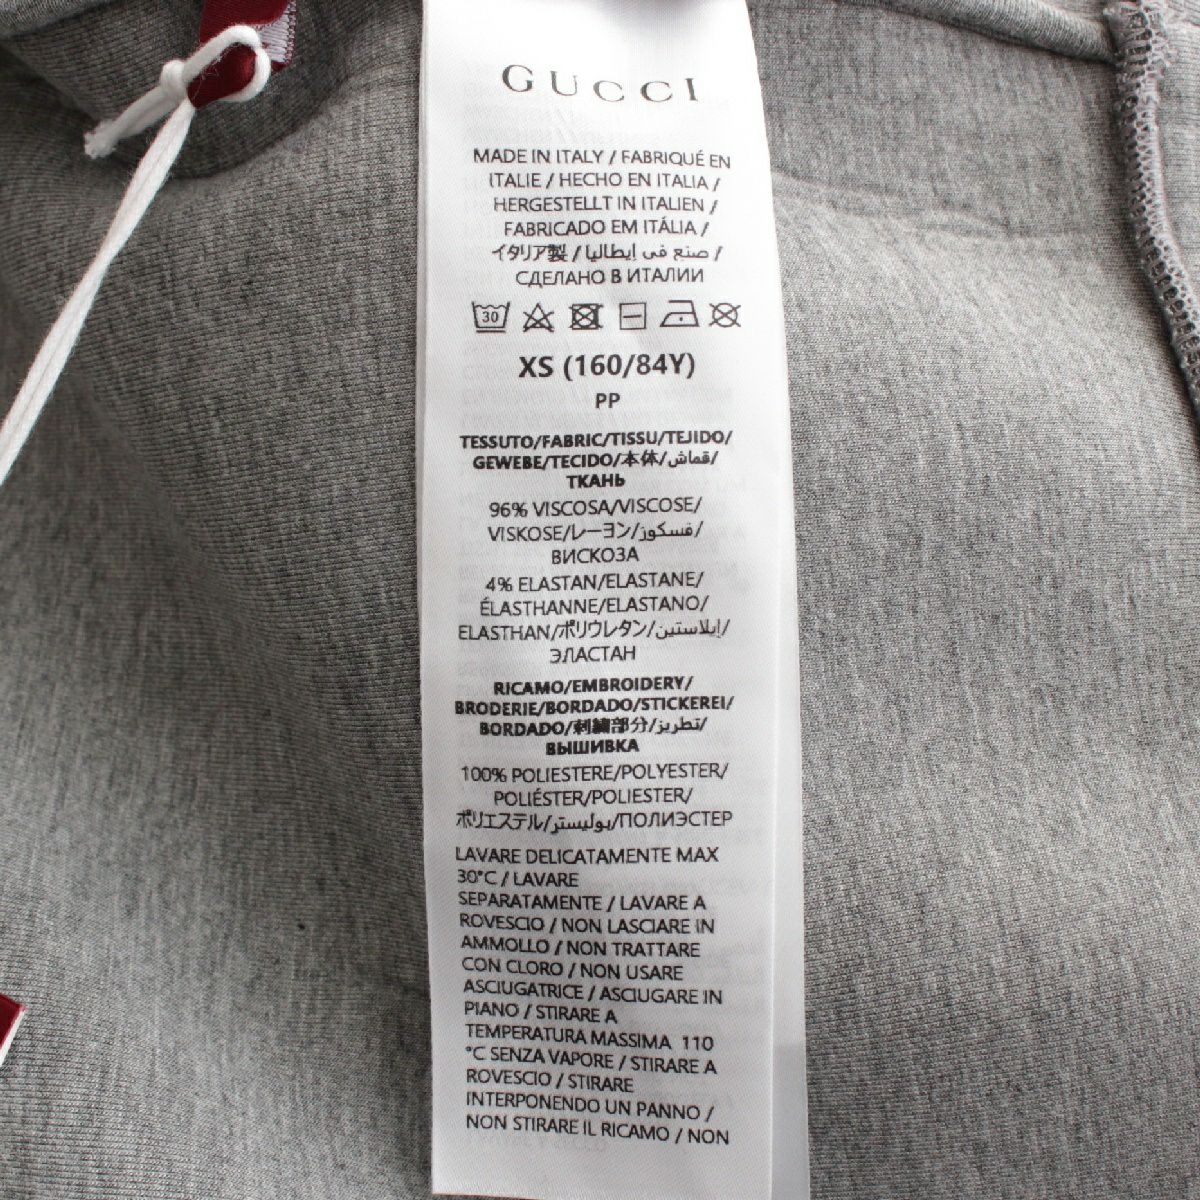 GUCCI
MADE IN ITALY / FABRIQUÉ EN
ITALIE / HECHO EN ITALIA /
HERGESTELLT IN ITALIEN /
FABRICADO EM ITÁLIA /
イタリア製 / صنع في إيطاليا /
СДЕЛАНО В ИТАЛИИ
30
XS (160/84Y)
PP
TESSUTO/FABRIC/TISSU/TEJIDO/
GEWEBE/TECIDO/本体/قماش/
ТКАНЬ
96% VISCOSA/VISCOSE/
VISKOSE/レーヨン/فسكوز/
ВИСКОЗА
4% ELASTAN/ELASTANE/
ÉLASTHANNE/ELASTANO/
ELASTHAN/ポリウレタン/إيلاستين/
ЭЛАСТАН
RICAMO/EMBROIDERY/
BRODERIE/BORDADO/STICKEREI/
BORDADO/刺繍部分/تطريز/
ВЫШИВКА
100% POLIESTERE/POLYESTER/
POLIÉSTER/POLIESTER/
ポリエステル/بوليستر/ПОЛИЭСТЕР
LAVARE DELICATAMENTE MAX
30°C / LAVARE
SEPARATAMENTE / LAVARE A
ROVESCIO / NON LASCIARE IN
AMMOLLO / NON TRATTARE
CON CLORO / NON USARE
ASCIUGATRICE / ASCIUGARE IN
PIANO / STIRARE A
TEMPERATURA MASSIMA 110
°C SENZA VAPORE / STIRARE A
ROVESCIO / STIRARE
INTERPONENDO UN PANNO /
NON STIRARE IL RICAMO / NON